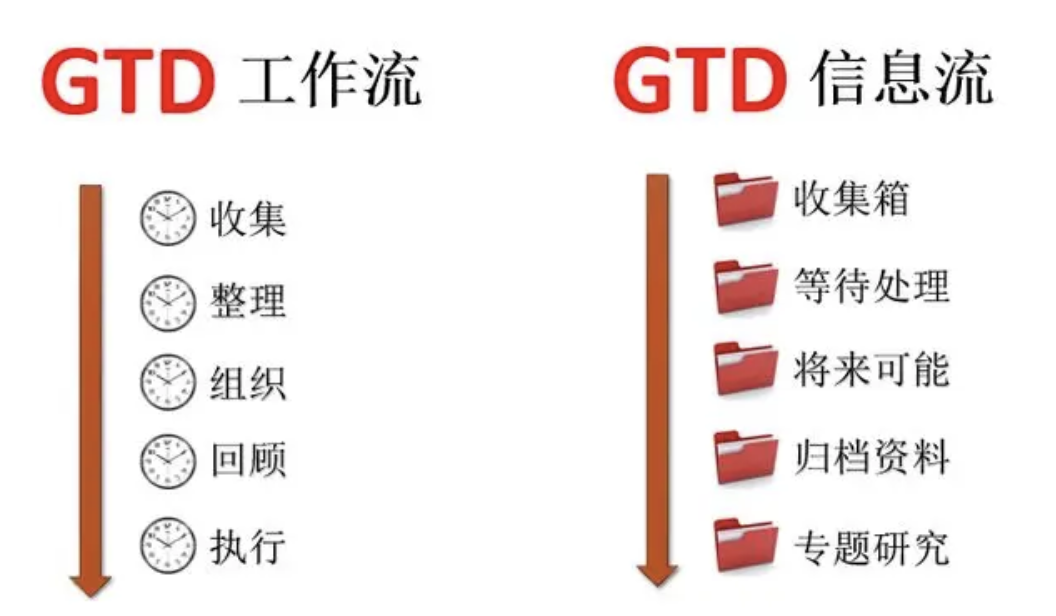 GTD 工作流
收集
整理
组织
回顾
执行
GTD 信息流
收集箱
等待处理
将来可能
归档资料
专题研究